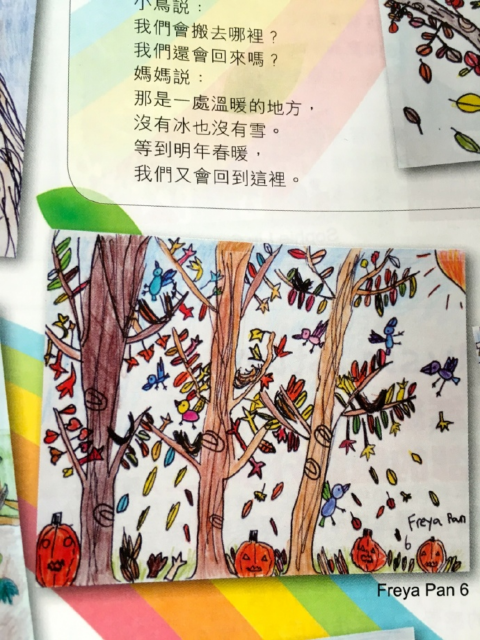 小鳥説：
我們會搬去哪裡？
我們還會回來嗎？
媽媽説：
那是一處溫暖的地方，
沒有冰也沒有雪。
等到明年春暖，
我們又會回到這裡。
Freya Pan
6
Freya Pan 6